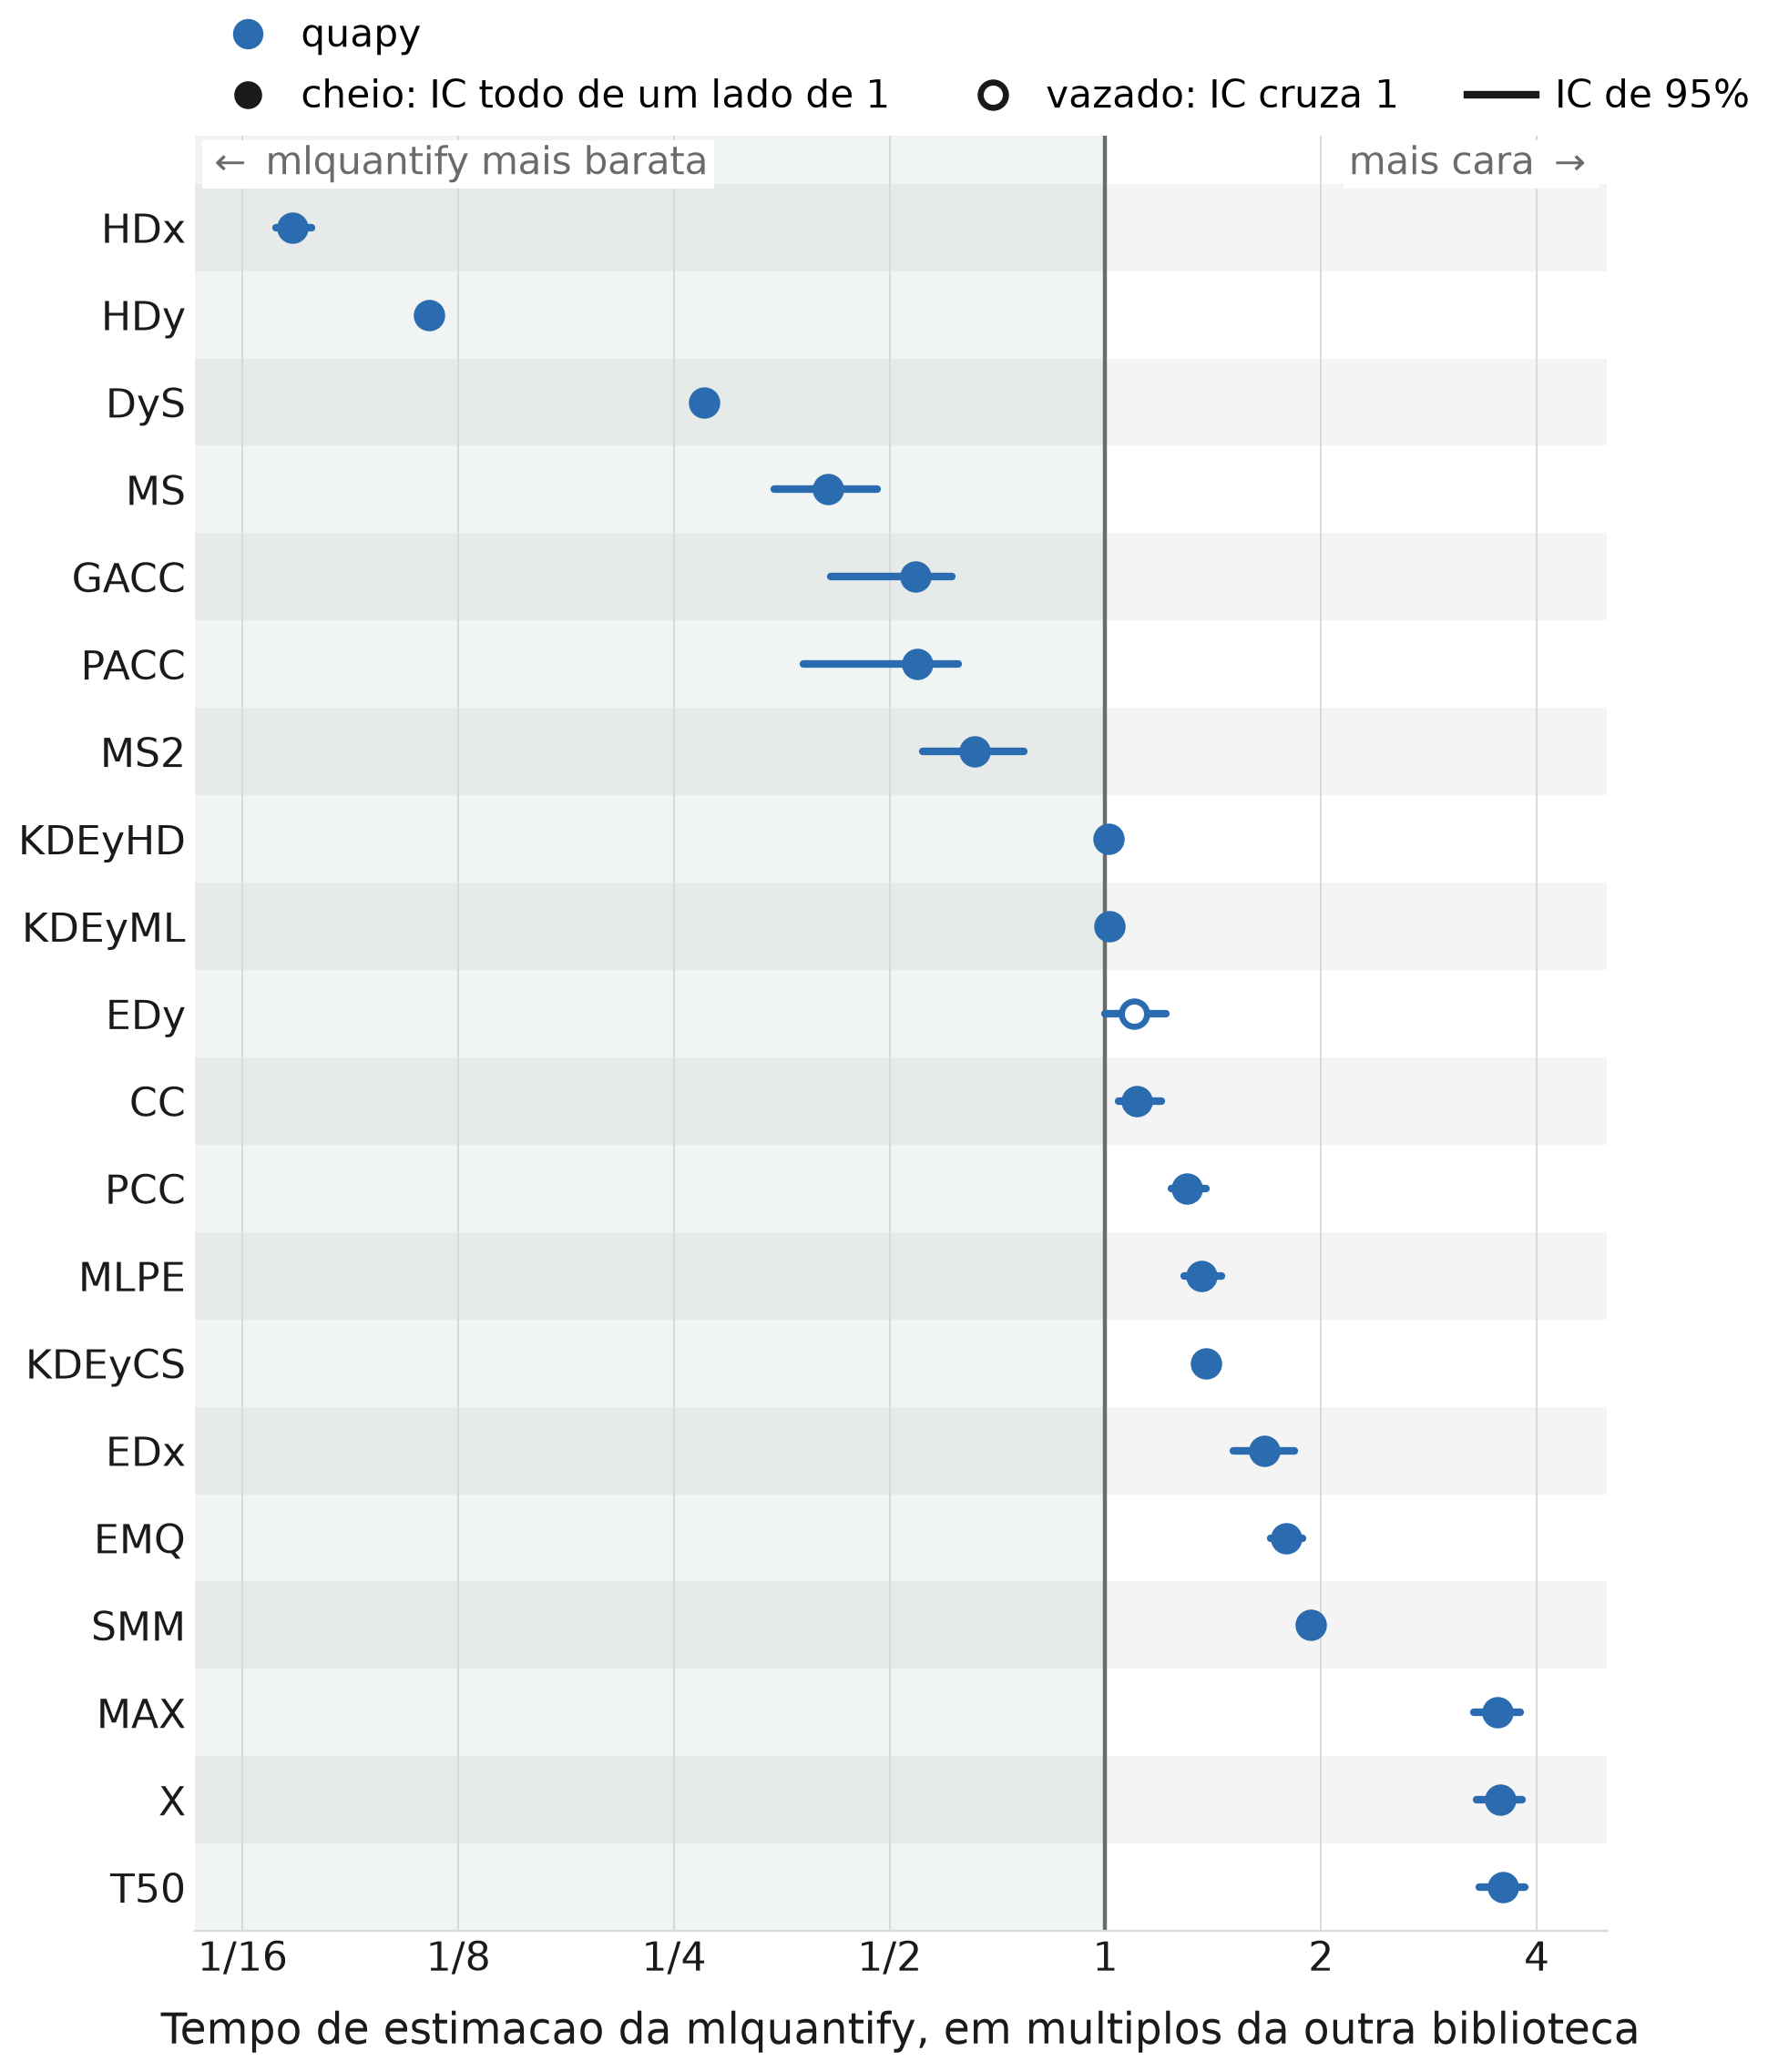 quapy
cheio: IC todo de um lado de 1
vazado: IC cruza 1
IC de 95%
← mlquantify mais barata
mais cara →
HDx
HDy
DyS
MS
GACC
PACC
MS2
KDEyHD
KDEyML
EDy
CC
PCC
MLPE
KDEyCS
EDx
EMQ
SMM
MAX
X
T50
1/16 1/8 1/4 1/2 1 2 4
Tempo de estimacao da mlquantify, em multiplos da outra biblioteca